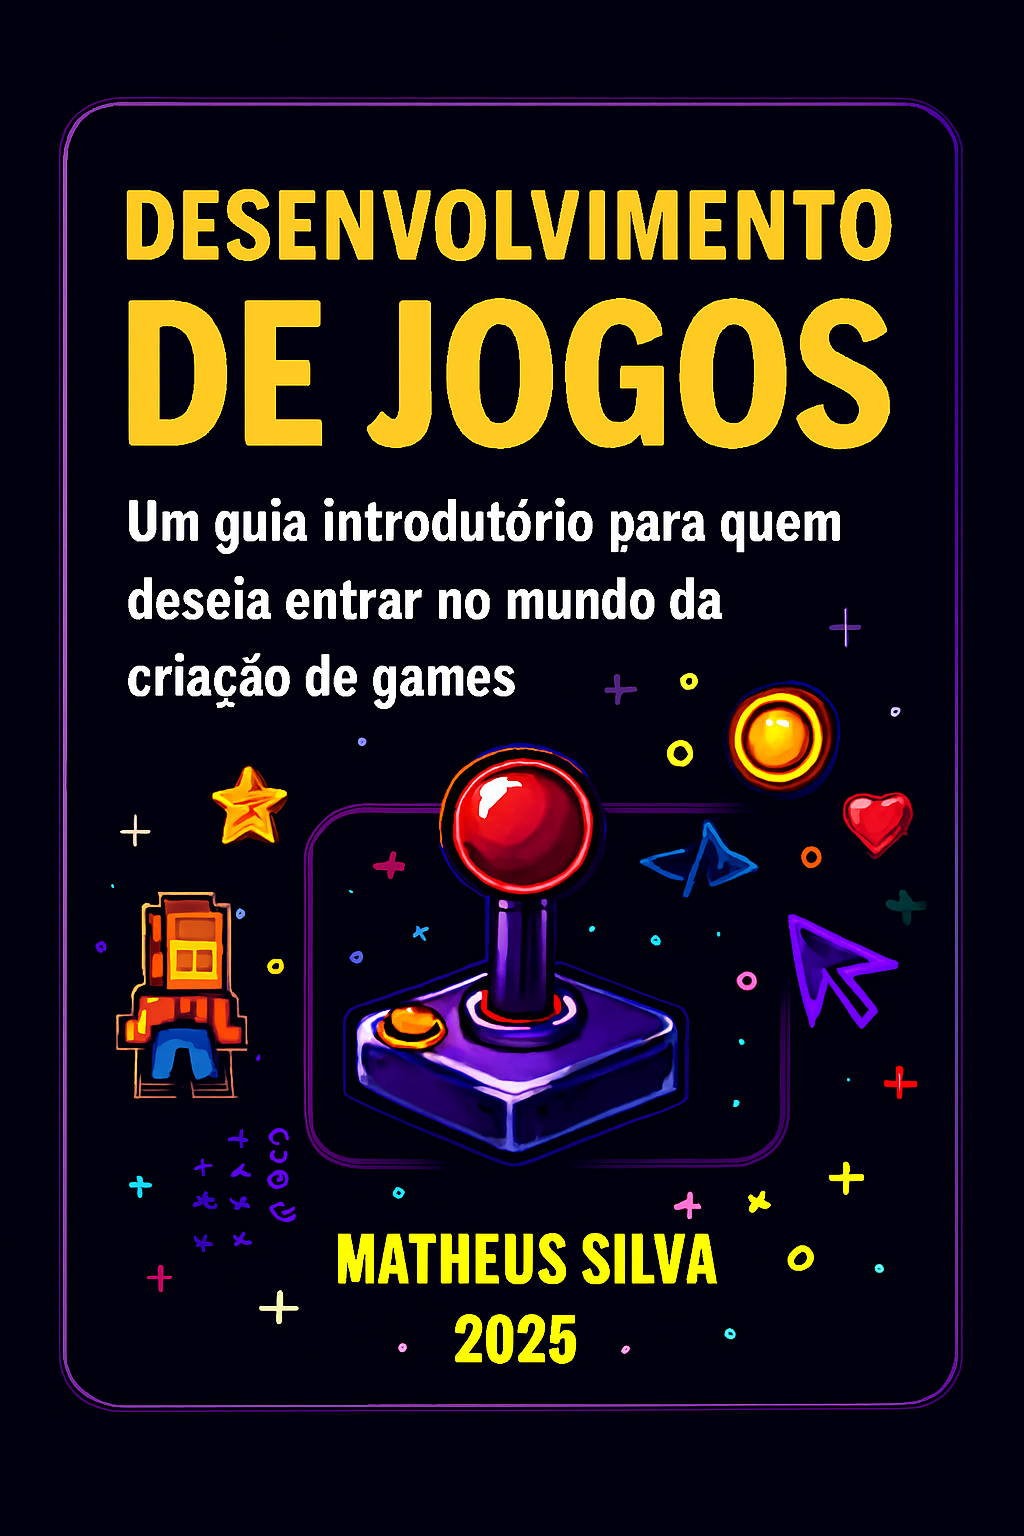 DESENVOLVIMENTO
DE JOGOS
Um guia introdutório para quem
deseia entrar no mundo da
criação de games
MATHEUS SILVA
2025